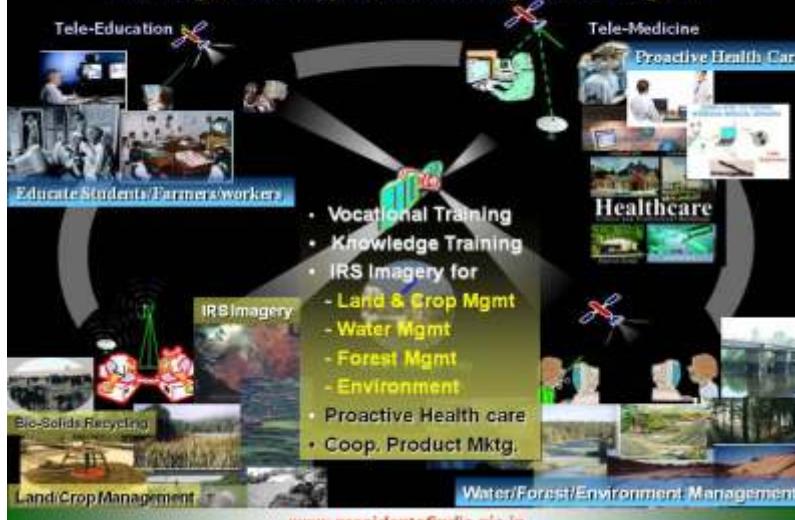 Tele-Education
Tele-Medicine
Proactive Health Car
Educate Students/Farmers/workers
Healthcare
• Vocational Training
• Knowledge Training
• IRS Imagery for
- Land & Crop Mgmt
- Water Mgmt
- Forest Mgmt
- Environment
• Proactive Health care
• Coop. Product Mktg.
IRS Imagery
Bio-Solids Recycling
Land/Crop Management
Water/Forest/Environment Management